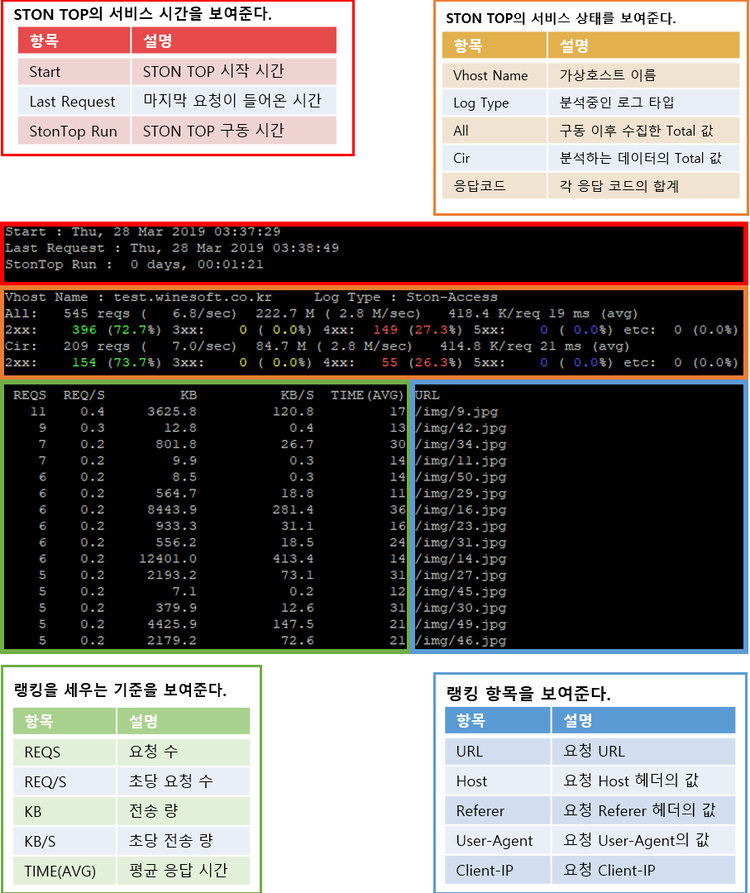 STON TOP의 서비스 시간을 보여준다.
항목 설명
Start STON TOP 시작 시간
Last Request 마지막 요청이 들어온 시간
StonTop Run STON TOP 구동 시간
STON TOP의 서비스 상태를 보여준다.
항목 설명
Vhost Name 가상호스트 이름
Log Type 분석중인 로그 타입
All 구동 이후 수집한 Total 값
Cir 분석하는 데이터의 Total 값
응답코드 각 응답 코드의 합계
Start : Thu, 28 Mar 2019 03:37:29
Last Request : Thu, 28 Mar 2019 03:38:49
StonTop Run : 0 days, 00:01:21
Vhost Name : test.winesoft.co.kr Log Type : Ston-Access
All: 545 reqs ( 6.8/sec) 222.7 M ( 2.8 M/sec) 418.4 K/req 19 ms (avg)
2xx: 396 (72.7%) 3xx: 0 ( 0.0%) 4xx: 149 (27.3%) 5xx: 0 ( 0.0%) etc: 0 (0.0%)
Cir: 209 reqs ( 7.0/sec) 84.7 M ( 2.8 M/sec) 414.8 K/req 21 ms (avg)
2xx: 154 (73.7%) 3xx: 0 ( 0.0%) 4xx: 55 (26.3%) 5xx: 0 ( 0.0%) etc: 0 (0.0%)
REQS REQ/S KB KB/S TIME(AVG) URL
11 0.4 3625.8 120.8 17 /img/9.jpg
9 0.3 12.8 0.4 13 /img/42.jpg
7 0.2 801.8 26.7 30 /img/34.jpg
7 0.2 9.9 0.3 14 /img/11.jpg
6 0.2 8.5 0.3 14 /img/50.jpg
6 0.2 564.7 18.8 11 /img/29.jpg
6 0.2 8443.9 281.4 36 /img/16.jpg
6 0.2 933.3 31.1 16 /img/23.jpg
6 0.2 556.2 18.5 24 /img/31.jpg
6 0.2 12401.0 413.4 14 /img/14.jpg
5 0.2 2193.2 73.1 31 /img/27.jpg
5 0.2 7.1 0.2 12 /img/45.jpg
5 0.2 379.9 12.6 31 /img/30.jpg
5 0.2 4425.9 147.5 21 /img/49.jpg
5 0.2 2179.2 72.6 21 /img/46.jpg
랭킹을 세우는 기준을 보여준다.
항목 설명
REQS 요청 수
REQ/S 초당 요청 수
KB 전송 량
KB/S 초당 전송 량
TIME(AVG) 평균 응답 시간
랭킹 항목을 보여준다.
항목 설명
URL 요청 URL
Host 요청 Host 헤더의 값
Referer 요청 Referer 헤더의 값
User-Agent 요청 User-Agent의 값
Client-IP 요청 Client-IP